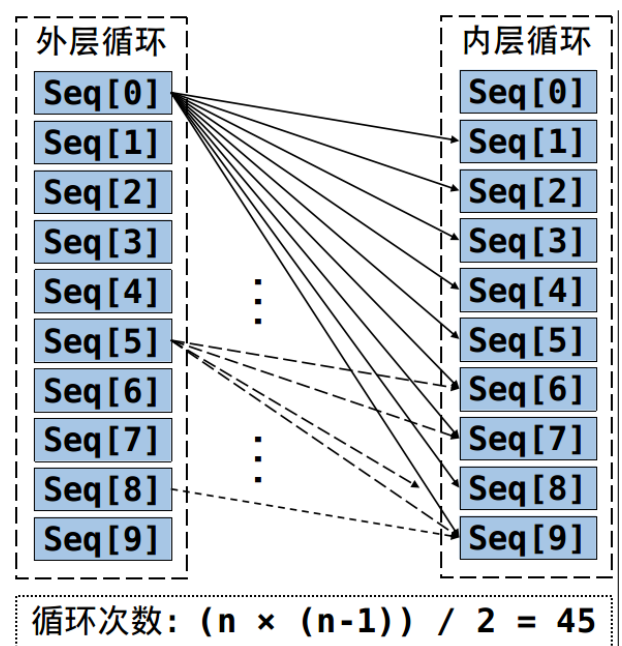 外层循环
Seq[0]
Seq[1]
Seq[2]
Seq[3]
Seq[4]
Seq[5]
Seq[6]
Seq[7]
Seq[8]
Seq[9]
内层循环
Seq[0]
Seq[1]
Seq[2]
Seq[3]
Seq[4]
Seq[5]
Seq[6]
Seq[7]
Seq[8]
Seq[9]
循环次数: (n × (n-1)) / 2 = 45